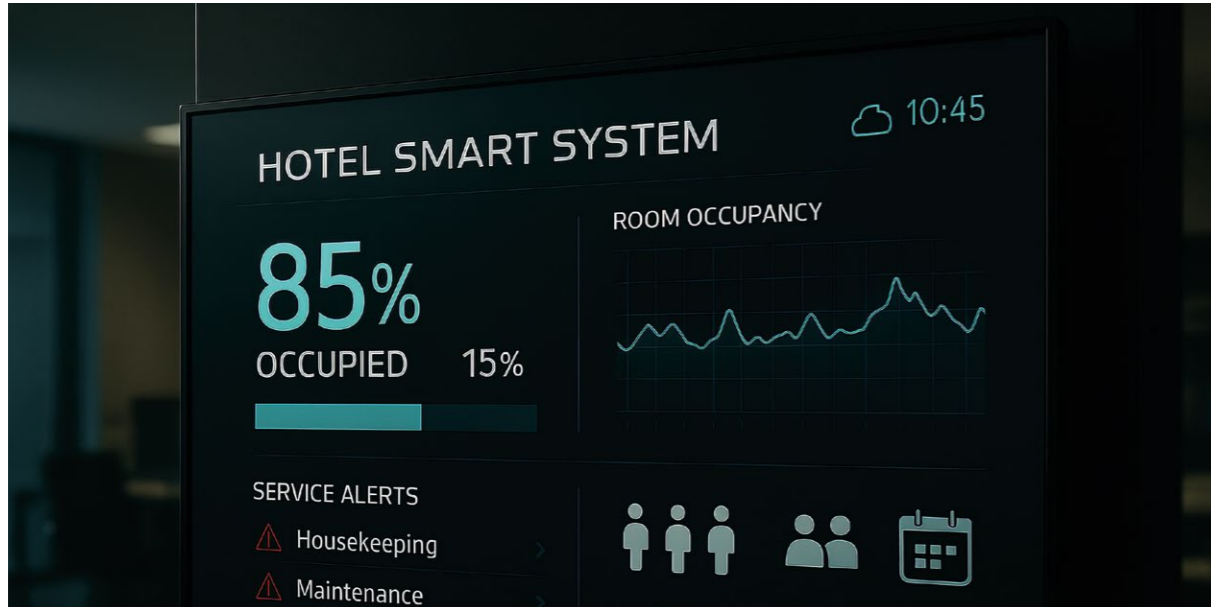 HOTEL SMART SYSTEM
10:45
85%
OCCUPIED 15%
ROOM OCCUPANCY
SERVICE ALERTS
Housekeeping
Maintenance